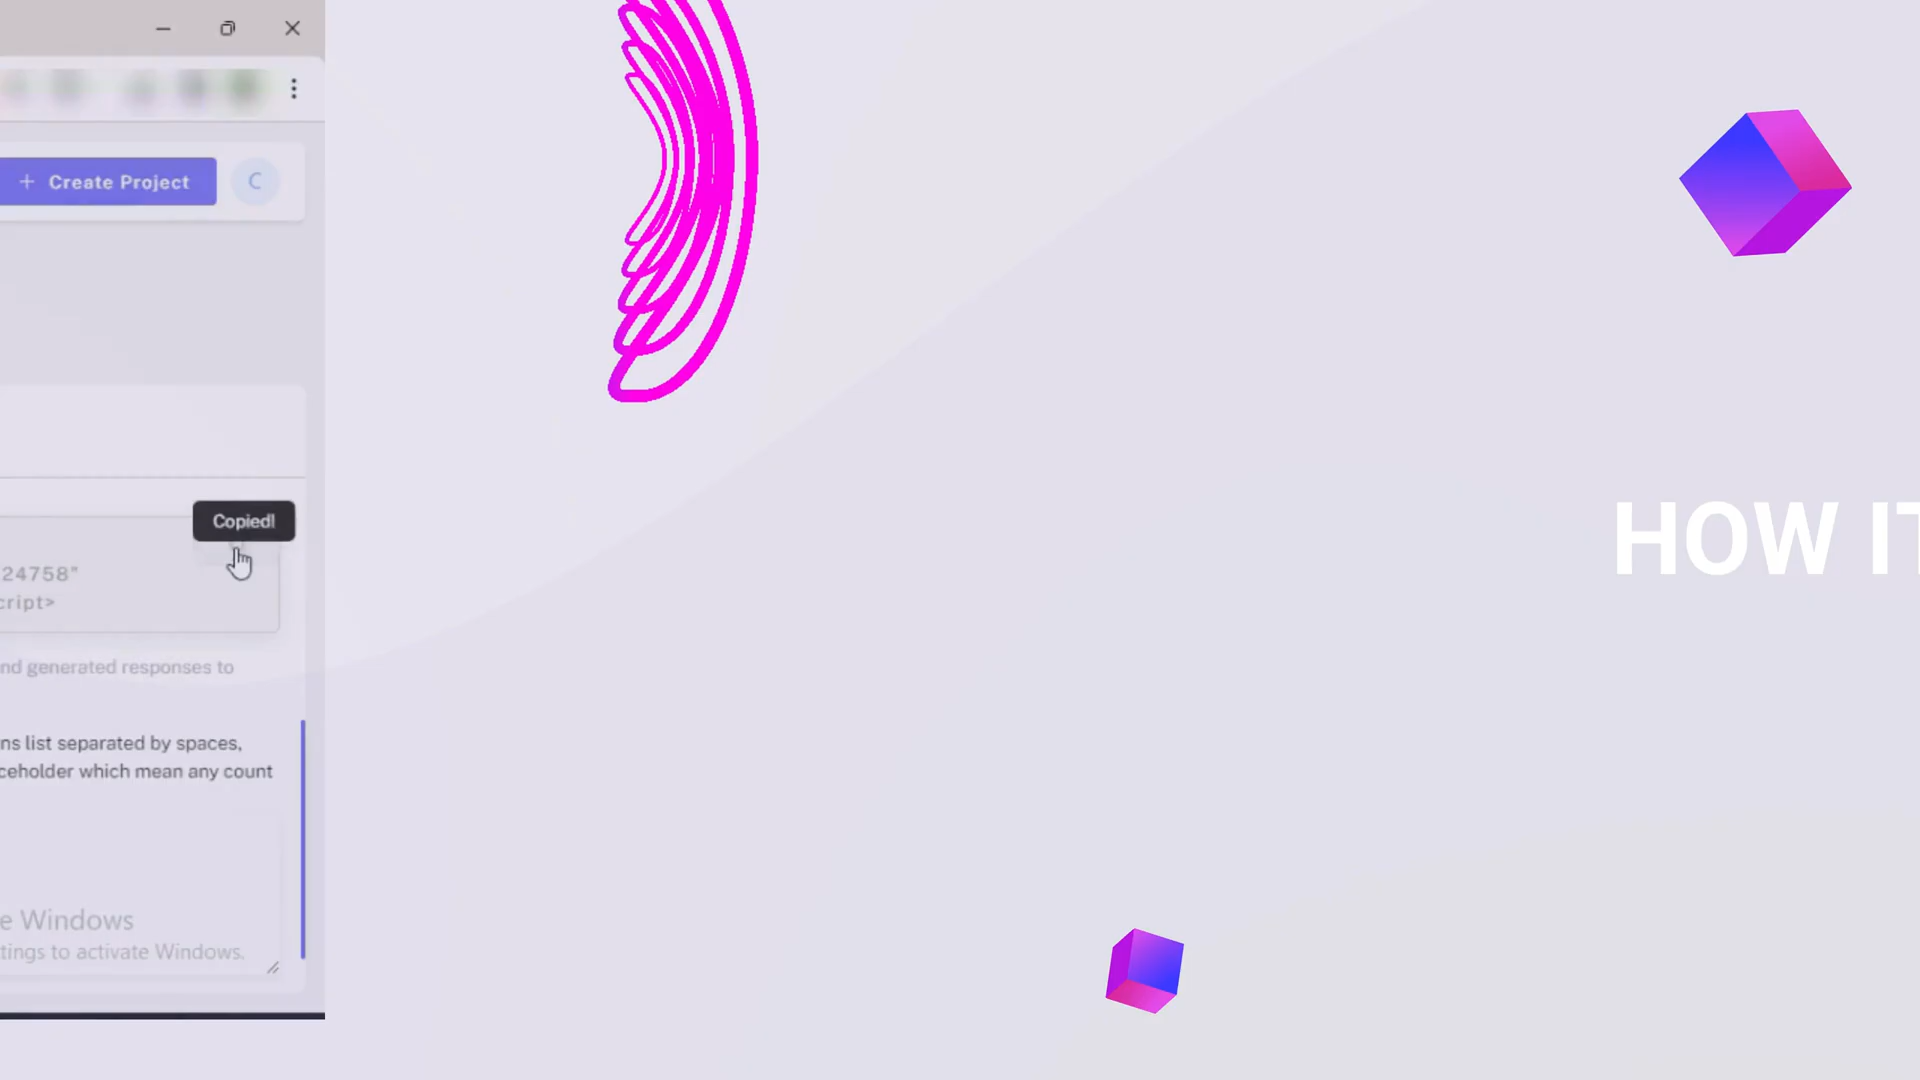 + Create Project
C
Copied!
24758"
cript>
nd generated responses to
ns list separated by spaces,
ceholder which mean any count
e Windows
tings to activate Windows.
HOW IT